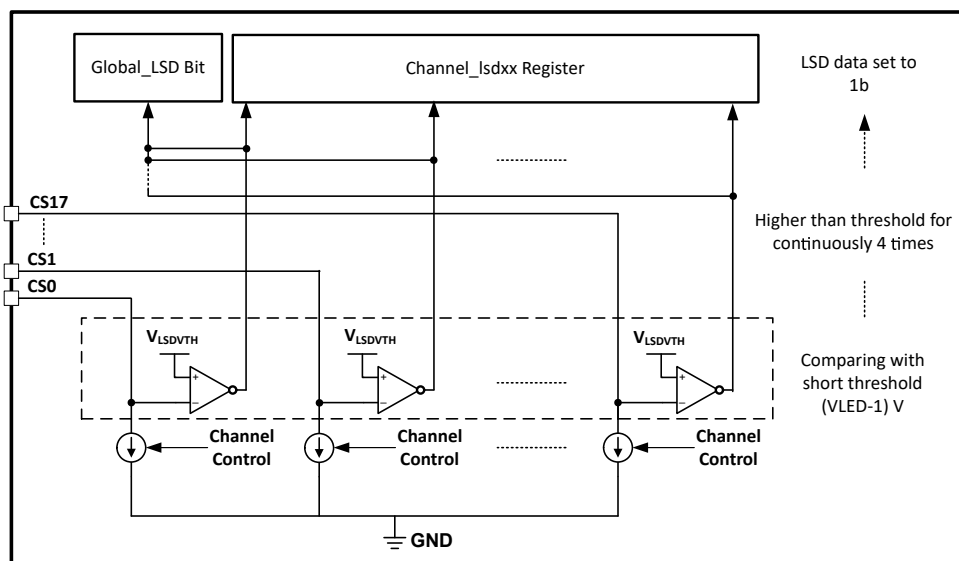 Global_LSD Bit
Channel_lsdxx Register
LSD data set to
1b
CS17
CS1
CS0
Higher than threshold for
continuously 4 times
VLSDVTH
VLSDVTH
VLSDVTH
+
−
+
−
+
−
Comparing with
short threshold
(VLED-1) V
Channel
Control
Channel
Control
Channel
Control
GND